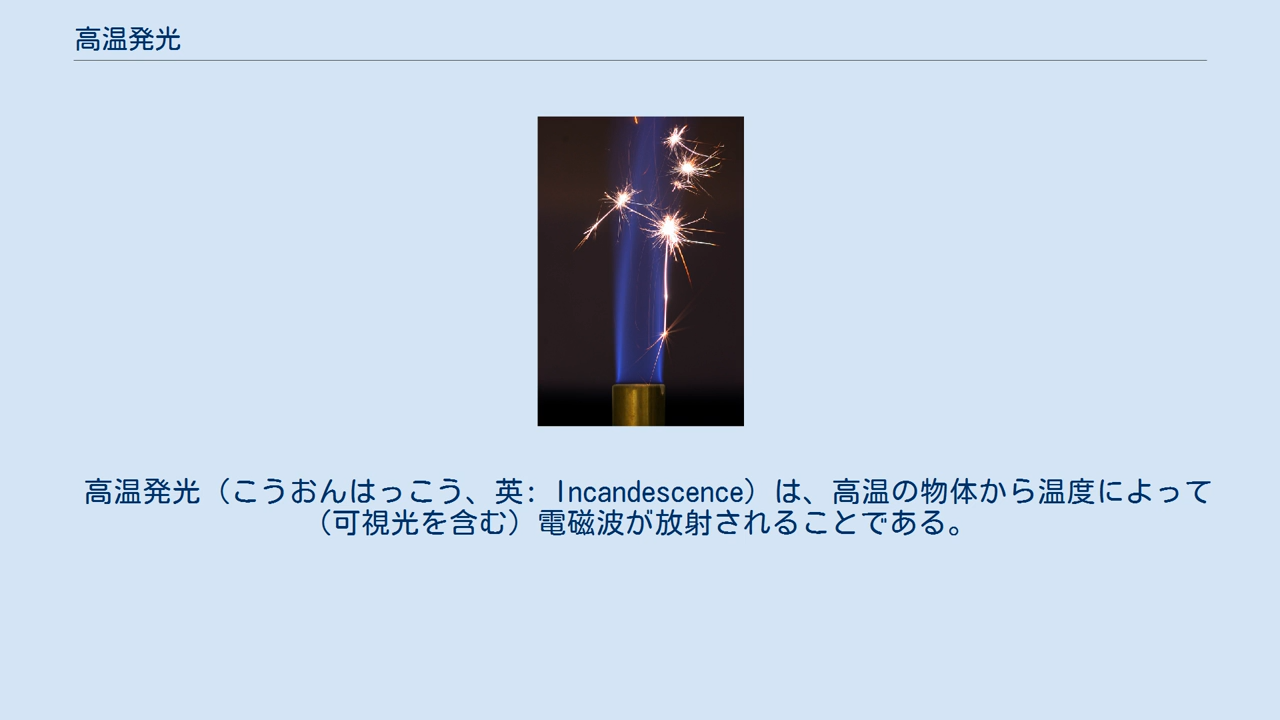 高温発光
高温発光（こうおんはっこう、英: Incandescence）は、高温の物体から温度によって
（可視光を含む）電磁波が放射されることである。